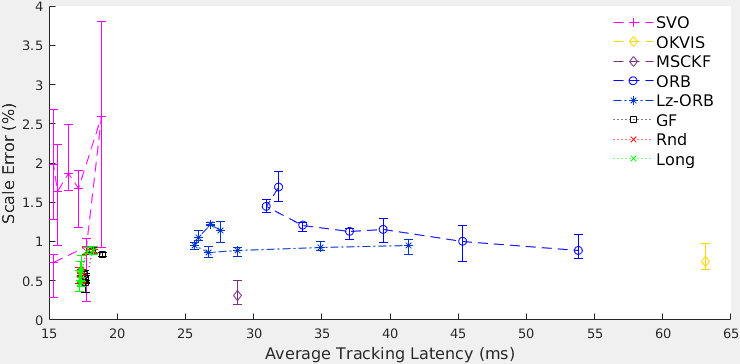 4
3.5
3
2.5
2
1.5
1
0.5
0
Scale Error (%)
SVO
OKVIS
MSCKF
ORB
Lz-ORB
GF
Rnd
Long
15 20 25 30 35 40 45 50 55 60 65
Average Tracking Latency (ms)